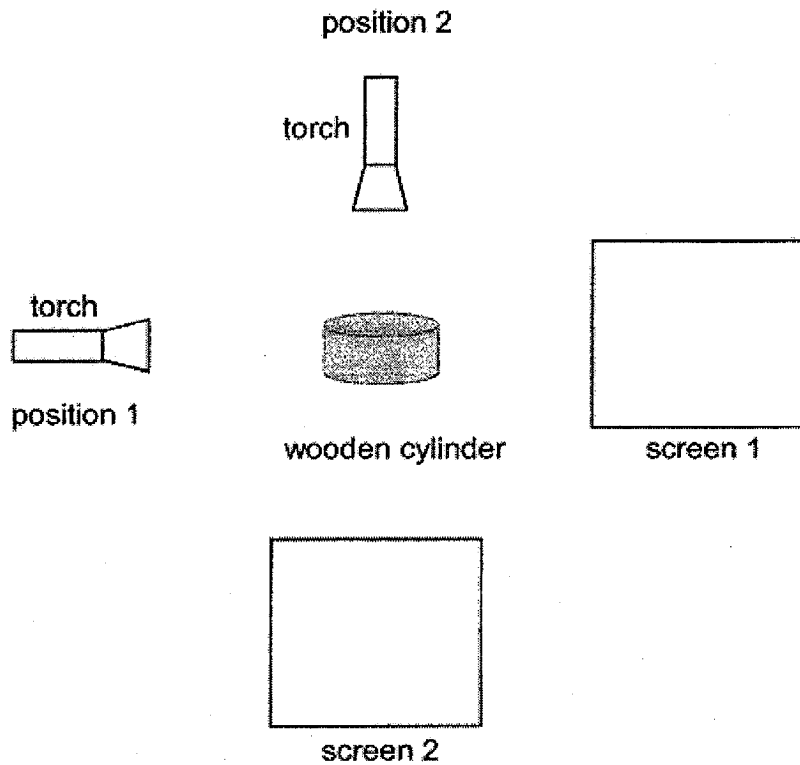 position 2
torch
torch
position 1
wooden cylinder
screen 1
screen 2